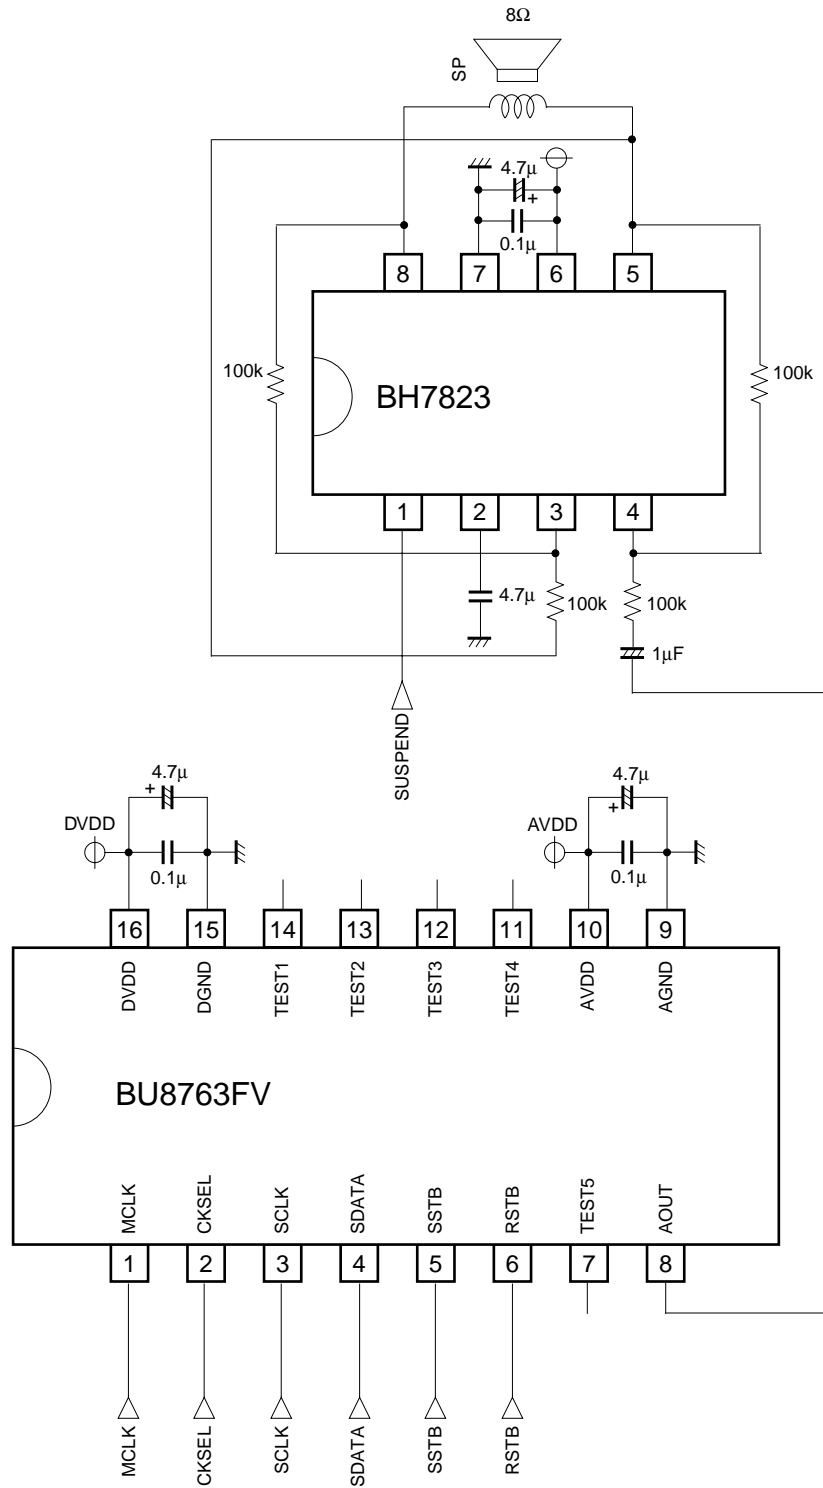 8Ω
SP
4.7μ
+
0.1μ
8 7 6 5
100k
BH7823
100k
1 2 3 4
4.7μ
100k
100k
1μF
SUSPEND
4.7μ
+
DVDD
0.1μ
4.7μ
+
AVDD
0.1μ
16 15 14 13 12 11 10 9
DVDD
DGND
TEST1
TEST2
TEST3
TEST4
AVDD
AGND
BU8763FV
MCLK
CKSEL
SCLK
SDATA
SSTB
RSTB
TEST5
AOUT
1 2 3 4 5 6 7 8
MCLK
CKSEL
SCLK
SDATA
SSTB
RSTB